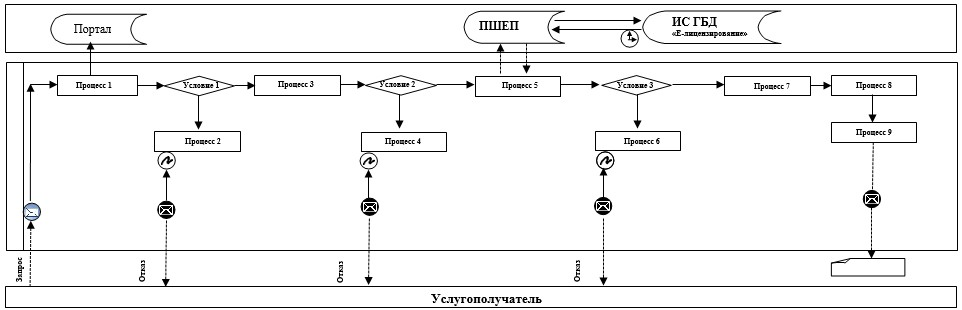 Портал
ПШЕП
ИС ГБД
«Е-лицензирование»
Процесс 1
Условие 1
Процесс 3
Условие 2
Процесс 5
Условие 3
Процесс 7
Процесс 8
Процесс 2
Процесс 4
Процесс 6
Процесс 9
Запрос
Отказ
Отказ
Отказ
Услугополучатель